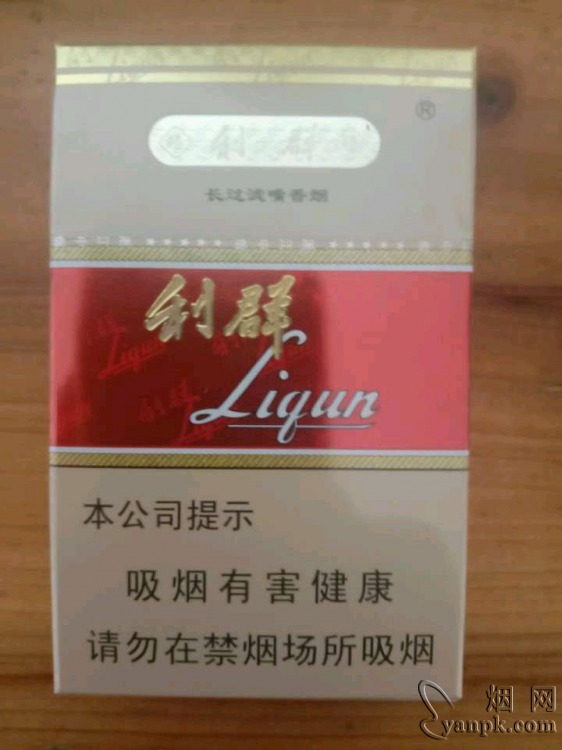 利群
®
长过滤嘴香烟
利群
Liqun
本公司提示
吸烟有害健康
请勿在禁烟场所吸烟
烟网
yanpk.com